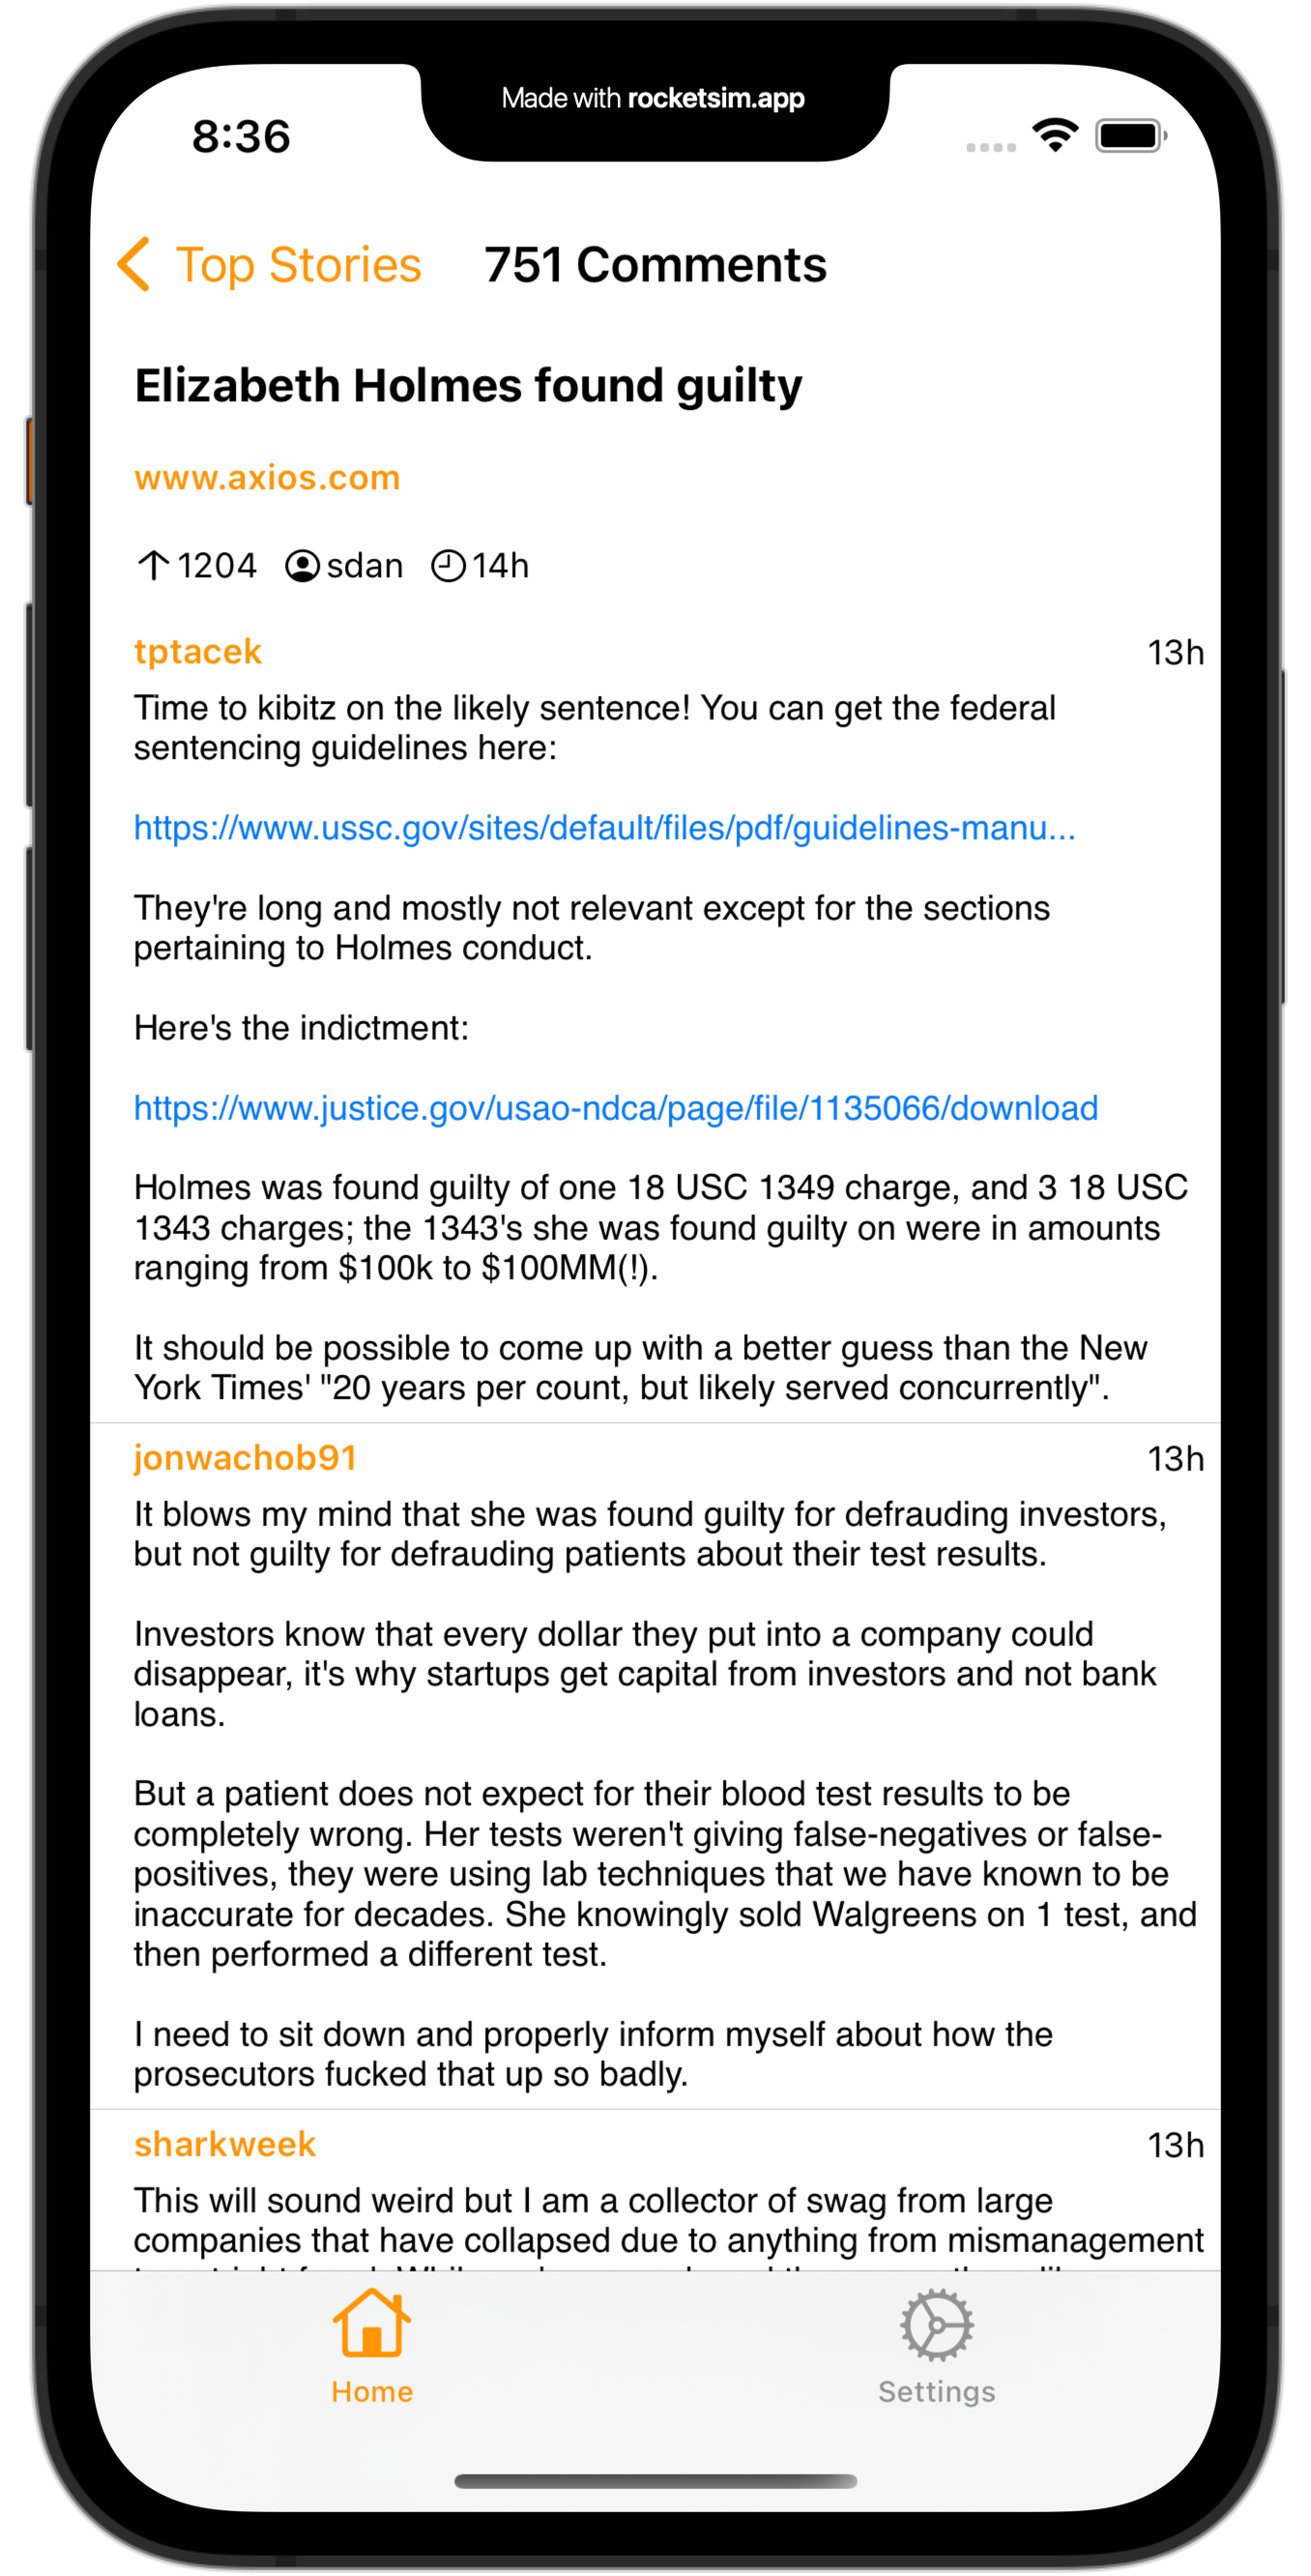 Made with rocketsim.app
8:36
Top Stories 751 Comments
Elizabeth Holmes found guilty
www.axios.com
1204 sdan 14h
tptacek 13h
Time to kibitz on the likely sentence! You can get the federal
sentencing guidelines here:
https://www.ussc.gov/sites/default/files/pdf/guidelines-manu...
They're long and mostly not relevant except for the sections
pertaining to Holmes conduct.
Here's the indictment:
https://www.justice.gov/usao-ndca/page/file/1135066/download
Holmes was found guilty of one 18 USC 1349 charge, and 3 18 USC
1343 charges; the 1343's she was found guilty on were in amounts
ranging from $100k to $100MM(!).
It should be possible to come up with a better guess than the New
York Times' "20 years per count, but likely served concurrently".
jonwachob91 13h
It blows my mind that she was found guilty for defrauding investors,
but not guilty for defrauding patients about their test results.
Investors know that every dollar they put into a company could
disappear, it's why startups get capital from investors and not bank
loans.
But a patient does not expect for their blood test results to be
completely wrong. Her tests weren't giving false-negatives or false-
positives, they were using lab techniques that we have known to be
inaccurate for decades. She knowingly sold Walgreens on 1 test, and
then performed a different test.
I need to sit down and properly inform myself about how the
prosecutors fucked that up so badly.
sharkweek 13h
This will sound weird but I am a collector of swag from large
companies that have collapsed due to anything from mismanagement
Home Settings